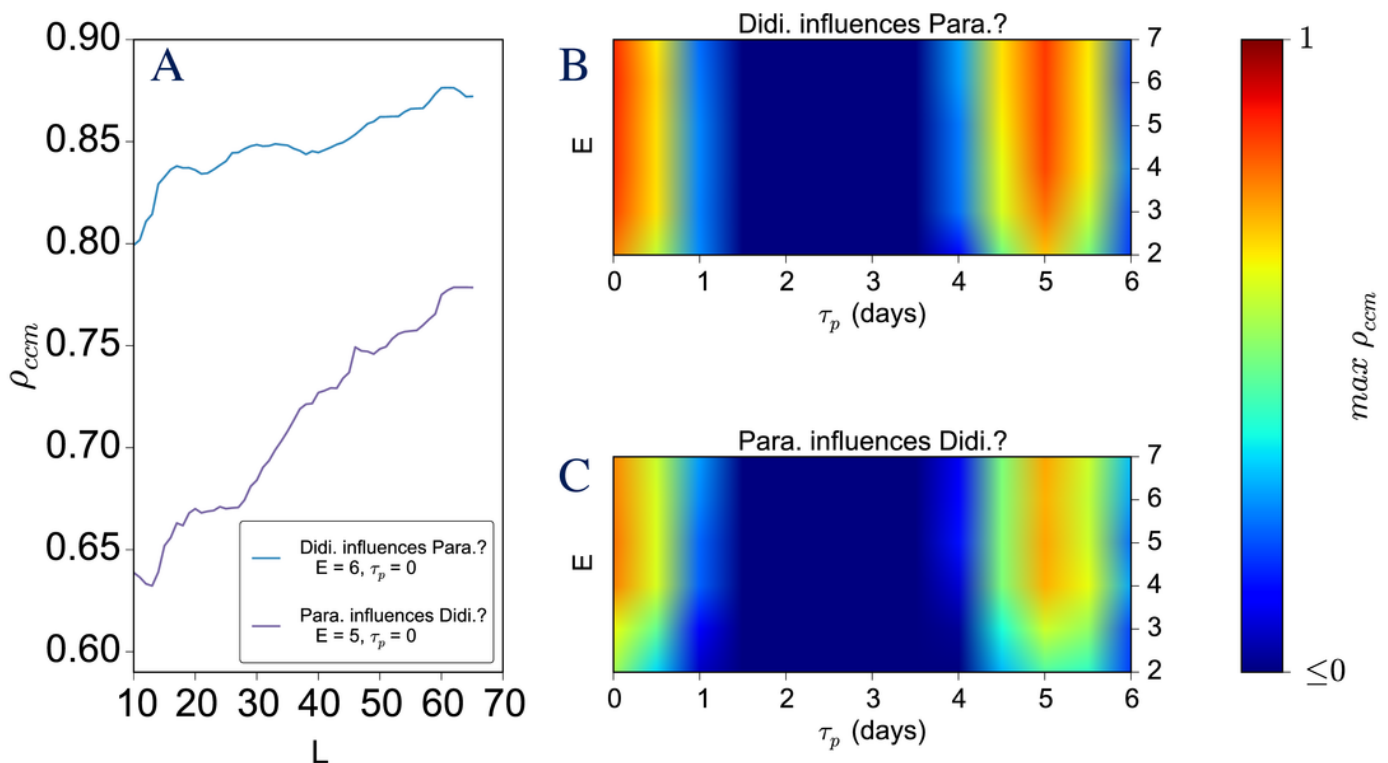 A
0.90
0.85
0.80
0.75
0.70
0.65
0.60
ρccm
10 20 30 40 50 60 70
L
Didi. influences Para.?
E = 6, τp = 0
Para. influences Didi.?
E = 5, τp = 0
Didi. influences Para.?
B
E
7
6
5
4
3
2
0 1 2 3 4 5 6
τp (days)
Para. influences Didi.?
C
E
7
6
5
4
3
2
0 1 2 3 4 5 6
τp (days)
1
≤0
max ρccm